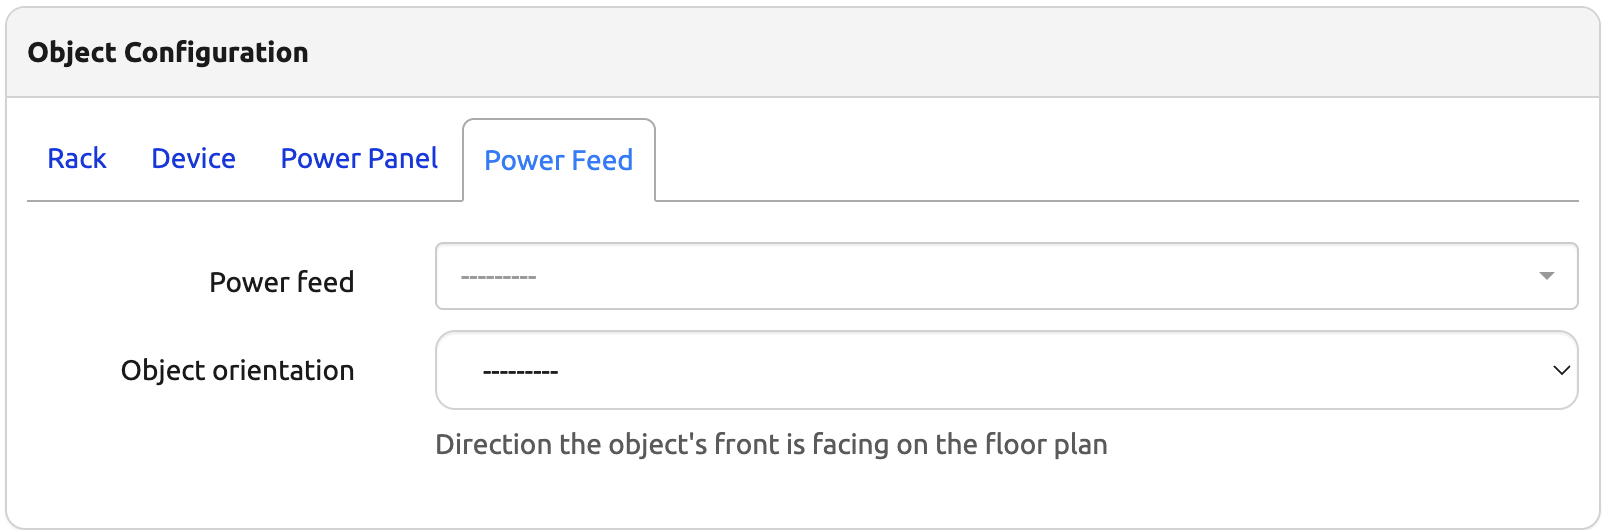 Object Configuration
Rack Device Power Panel Power Feed
Power feed ---------
Object orientation ---------
Direction the object's front is facing on the floor plan